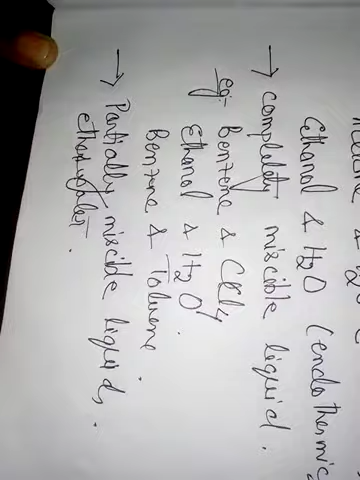 Ethanol & H2O (endothermic
→ completely miscible liquid.
eg:- Benzene & CCl4
Ethanol & H2O.
Benzene & Toluene
→ Partially miscible liquids.